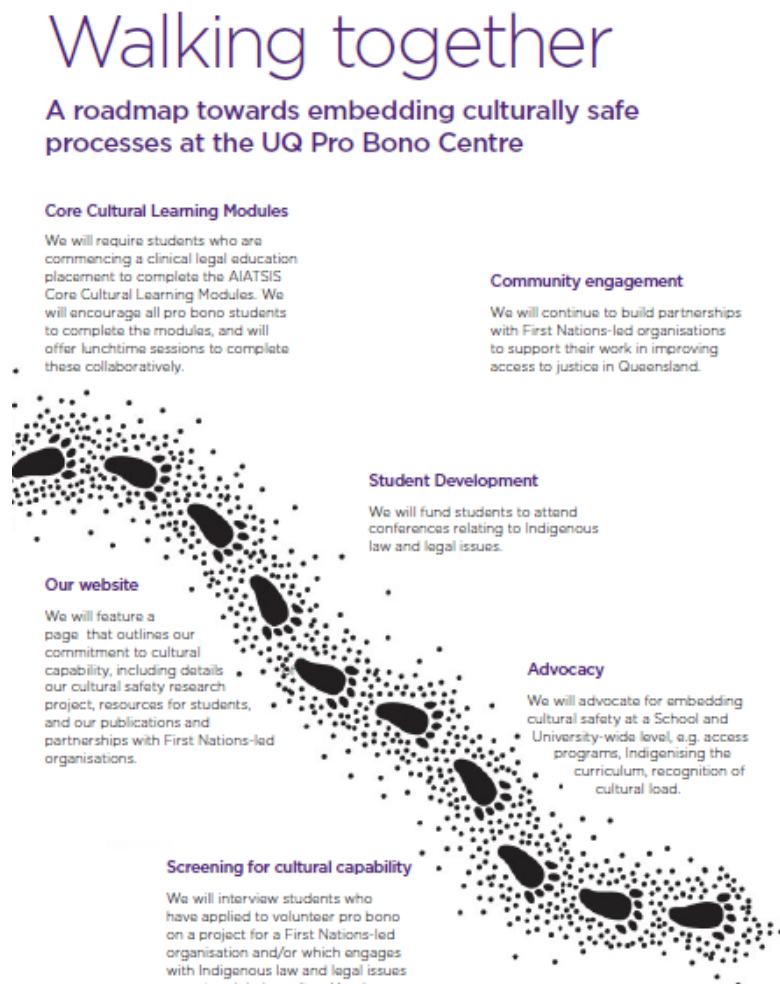 Walking together
A roadmap towards embedding culturally safe
processes at the UQ Pro Bono Centre
Core Cultural Learning Modules
We will require students who are
commencing a clinical legal education
placement to complete the AIATSIS
Core Cultural Learning Modules. We
will encourage all pro bono students
to complete the modules, and will
offer lunchtime sessions to complete
these collaboratively.
Community engagement
We will continue to build partnerships
with First Nations-led organisations
to support their work in improving
access to justice in Queensland.
Student Development
We will fund students to attend
conferences relating to Indigenous
law and legal issues.
Our website
We will feature a
page that outlines our
commitment to cultural
capability, including details
our cultural safety research
project, resources for students,
and our publications and
partnerships with First Nations-led
organisations.
Advocacy
We will advocate for embedding
cultural safety at a School and
University-wide level, e.g. access
programs, Indigenising the
curriculum, recognition of
cultural load.
Screening for cultural capability
We will interview students who
have applied to volunteer pro bono
on a project for a First Nations-led
organisation and/or which engages
with Indigenous law and legal issues